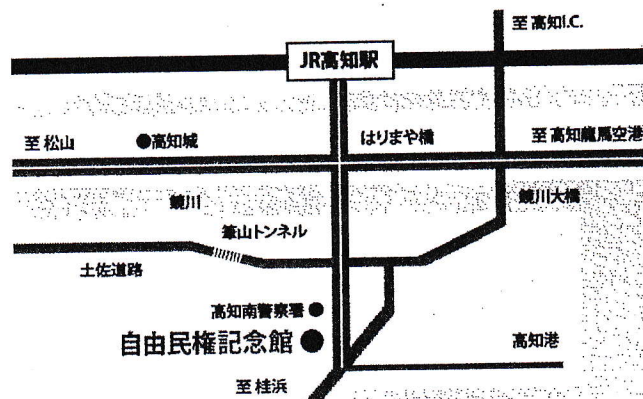 至 高知I.C.
JR高知駅
至 松山
●高知城
はりまや橋
至 高知龍馬空港
鏡川
鏡川大橋
筆山トンネル
土佐道路
高知南警察署●
自由民権記念館●
高知港
至 桂浜